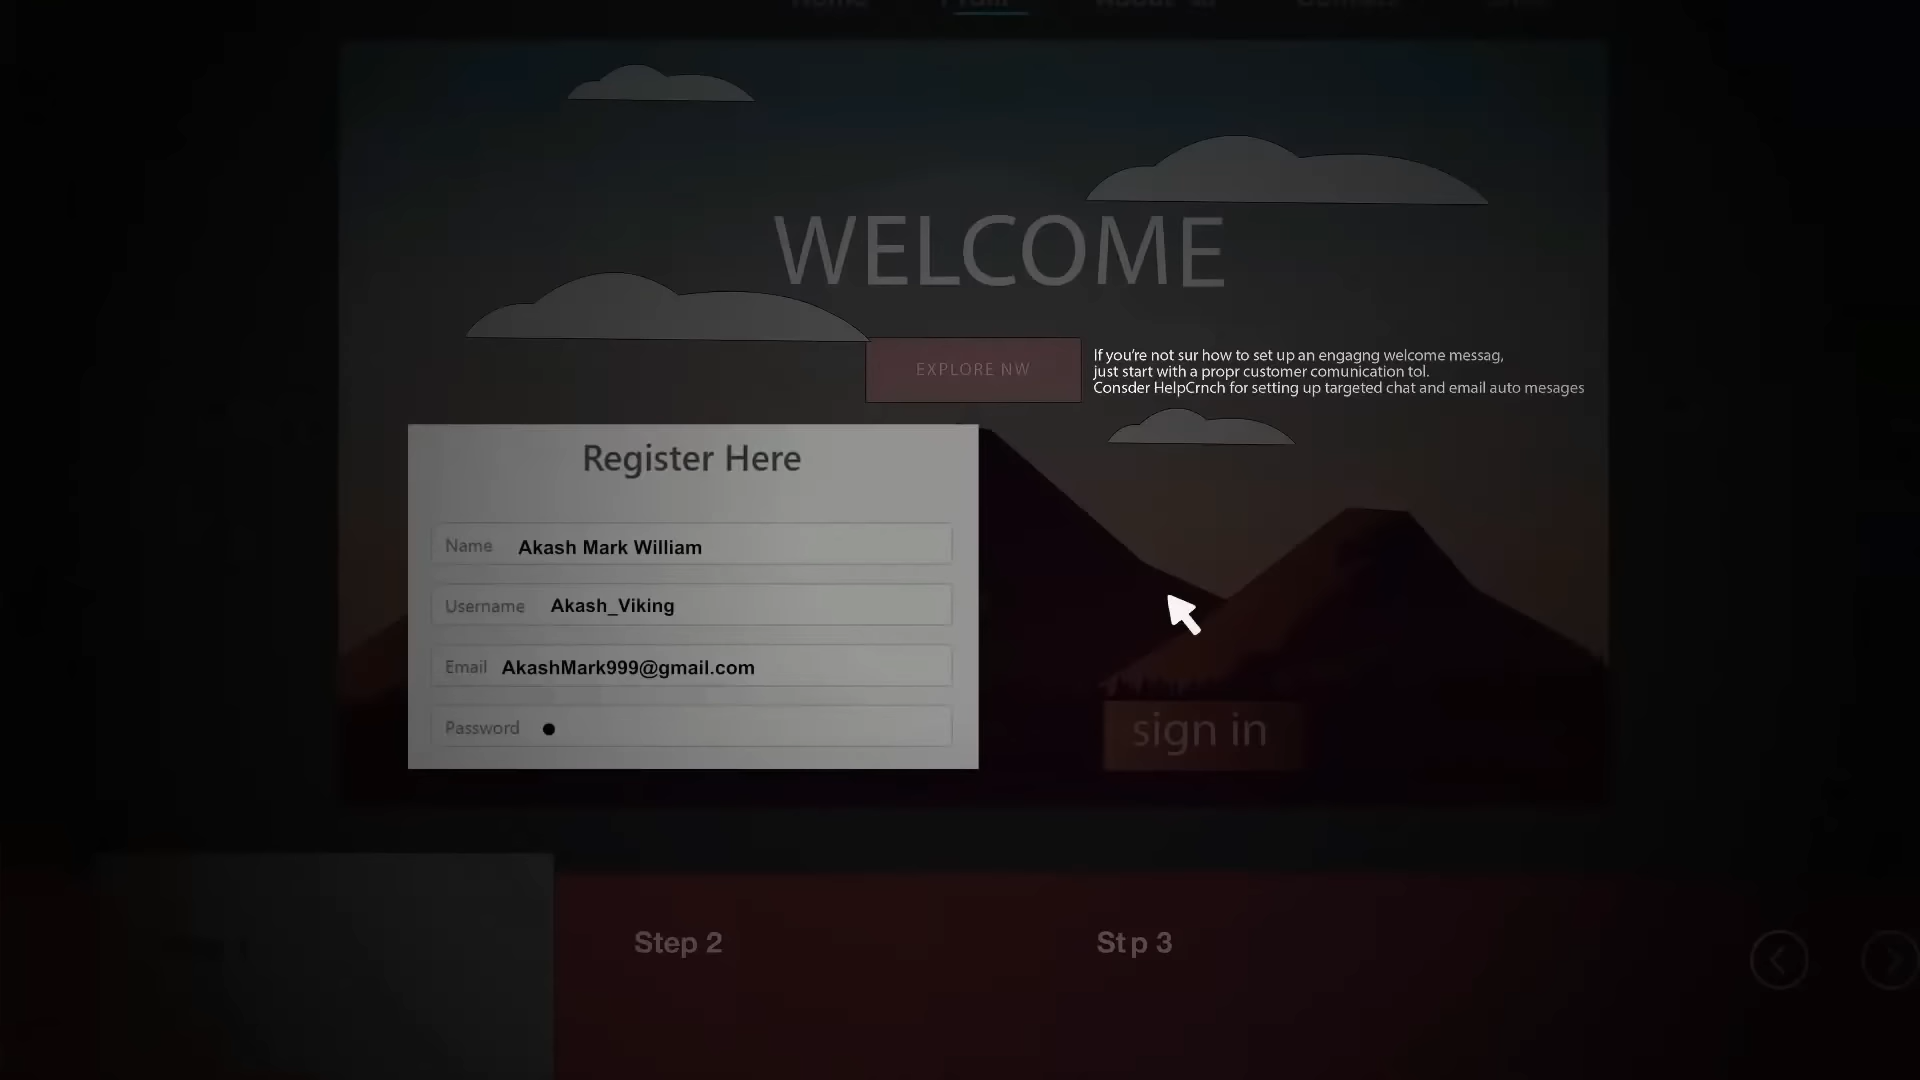 WELCOME
EXPLORE NW
If you're not sur how to set up an engagng welcome messag,
just start with a propr customer comunication tol.
Consder HelpCrnch for setting up targeted chat and email auto mesages
Register Here
Name Akash Mark William
Username Akash_Viking
Email AkashMark999@gmail.com
Password
sign in
Step 2
St p 3